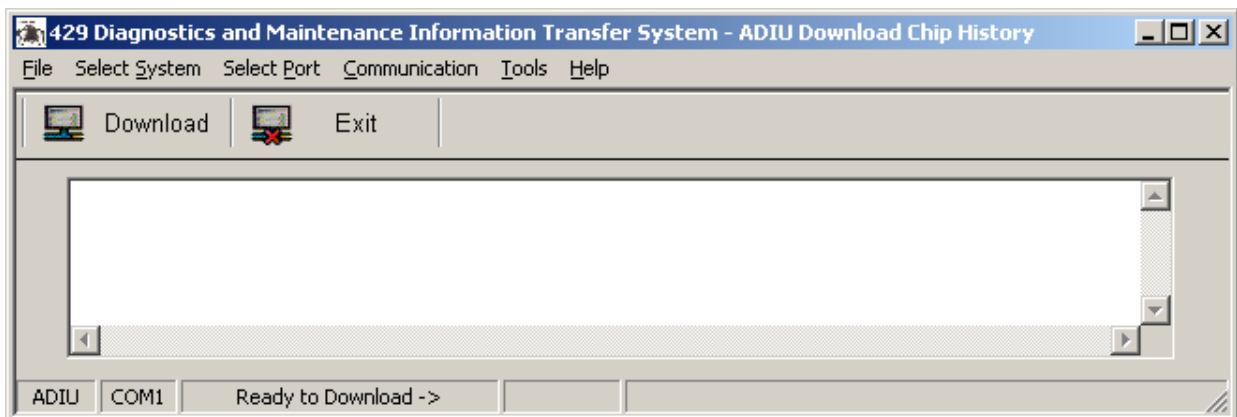 429 Diagnostics and Maintenance Information Transfer System - ADIU Download Chip History
File Select System Select Port Communication Tools Help
Download Exit
ADIU COM1 Ready to Download ->